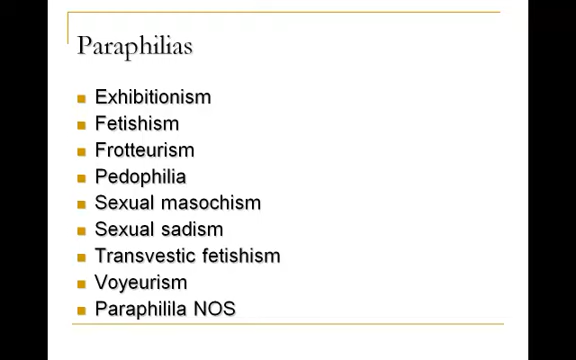 Paraphilias
Exhibitionism
Fetishism
Frotteurism
Pedophilia
Sexual masochism
Sexual sadism
Transvestic fetishism
Voyeurism
Paraphilila NOS